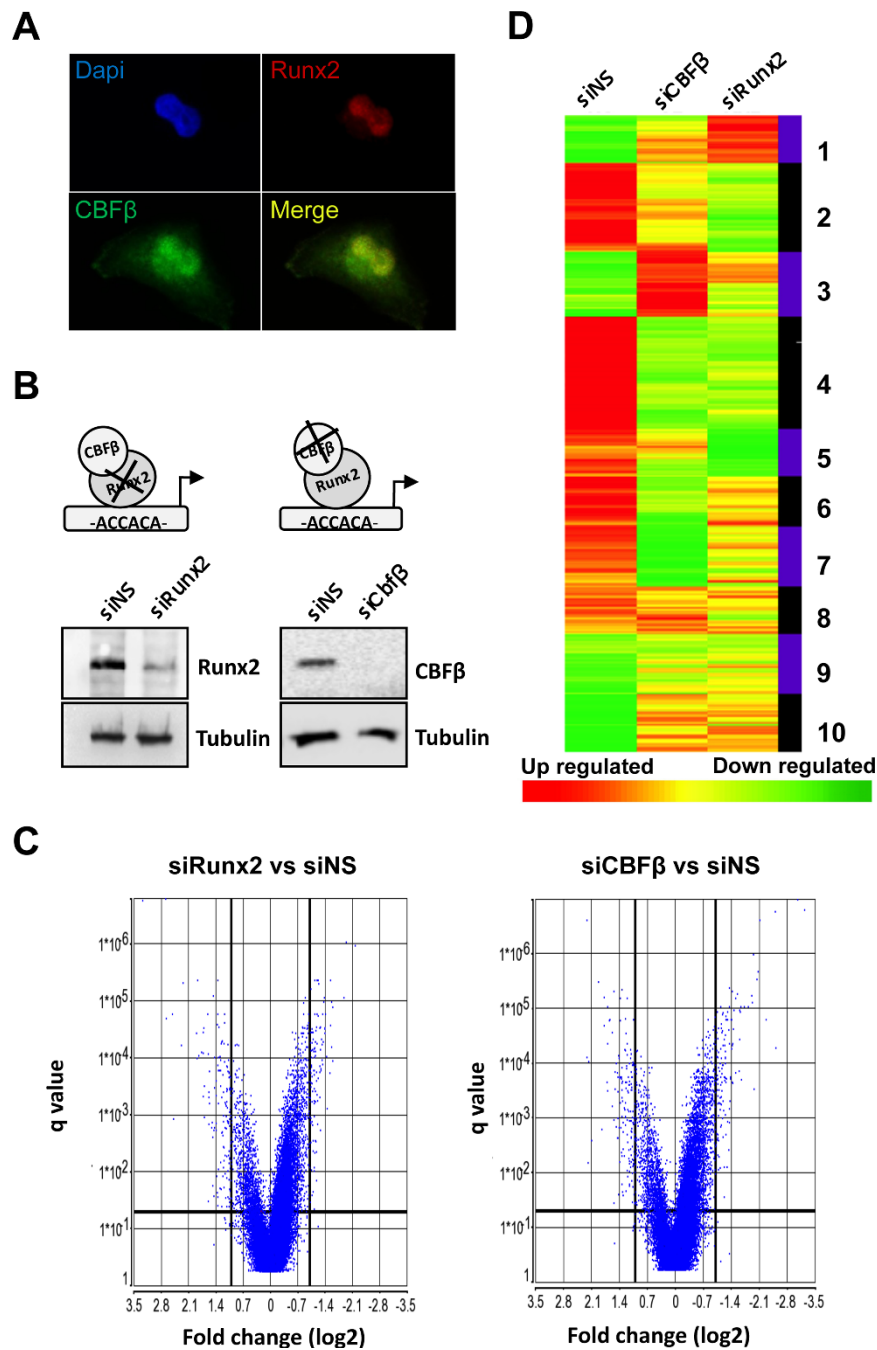 A
Dapi
Runx2
CBFβ
Merge
B
CBFβ
Runx2
-ACCACA-
CBFβ
Runx2
-ACCACA-
siNS
siRunx2
Runx2
Tubulin
siNS
siCbfβ
CBFβ
Tubulin
C
siRunx2 vs siNS
q value
1*10⁶
1*10⁵
1*10⁴
1*10³
1*10²
1*10¹
1
3.5 2.8 2.1 1.4 0.7 0 -0.7 -1.4 -2.1 -2.8 -3.5
Fold change (log2)
siCBFβ vs siNS
q value
1*10⁶
1*10⁵
1*10⁴
1*10³
1*10²
1*10¹
1
3.5 2.8 2.1 1.4 0.7 0 -0.7 -1.4 -2.1 -2.8 -3.5
Fold change (log2)
D
siNS
siCBFβ
siRunx2
1
2
3
4
5
6
7
8
9
10
Up regulated Down regulated